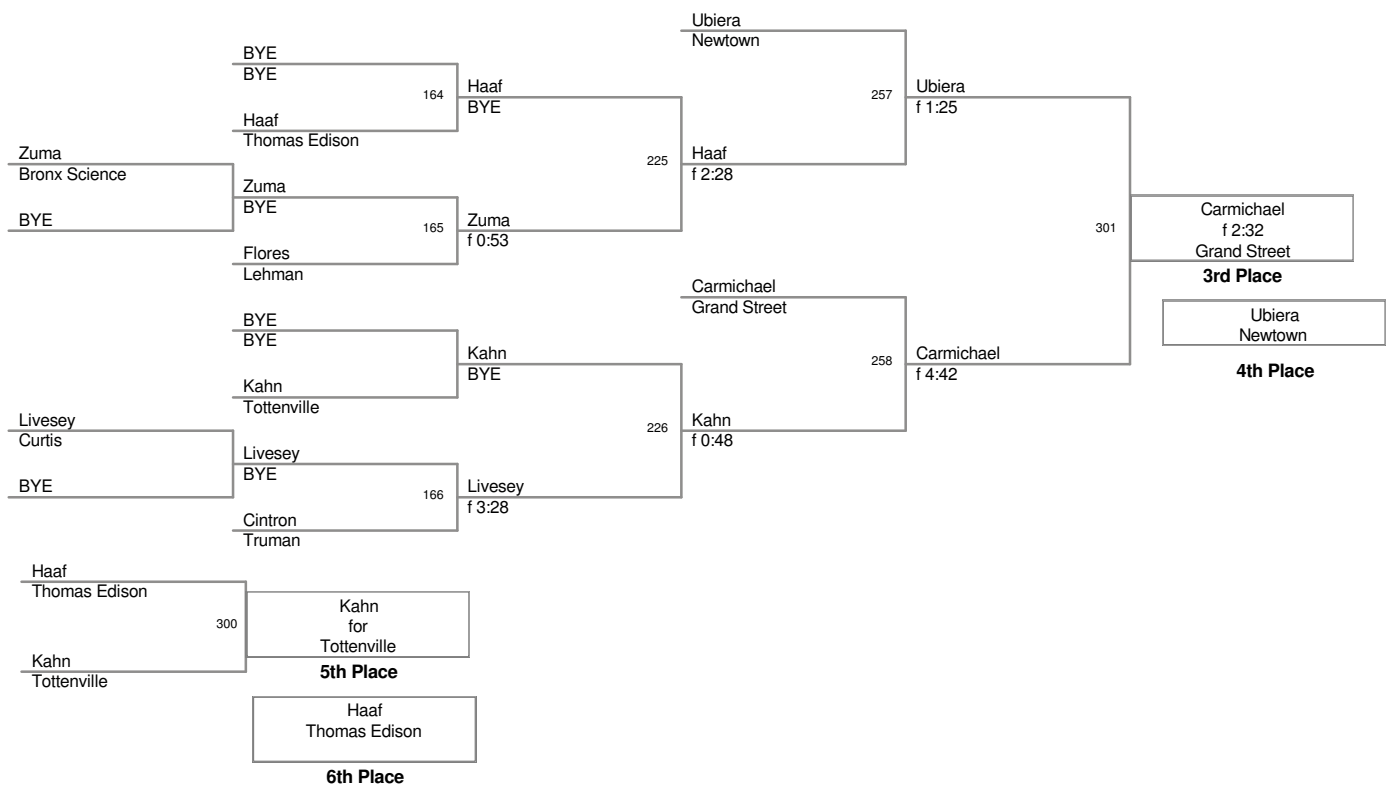 Ubiera
Newtown
BYE
BYE
164
Haaf
BYE
257
Ubiera
f 1:25
Haaf
Thomas Edison
Zuma
Bronx Science
225
Haaf
f 2:28
Zuma
BYE
BYE
165
Zuma
f 0:53
301
Carmichael
f 2:32
Grand Street
3rd Place
Flores
Lehman
Carmichael
Grand Street
Ubiera
Newtown
4th Place
BYE
BYE
Kahn
BYE
258
Carmichael
f 4:42
Kahn
Tottenville
Livesey
Curtis
226
Kahn
f 0:48
Livesey
BYE
BYE
166
Livesey
f 3:28
Cintron
Truman
Haaf
Thomas Edison
300
Kahn
for
Tottenville
5th Place
Kahn
Tottenville
Haaf
Thomas Edison
6th Place